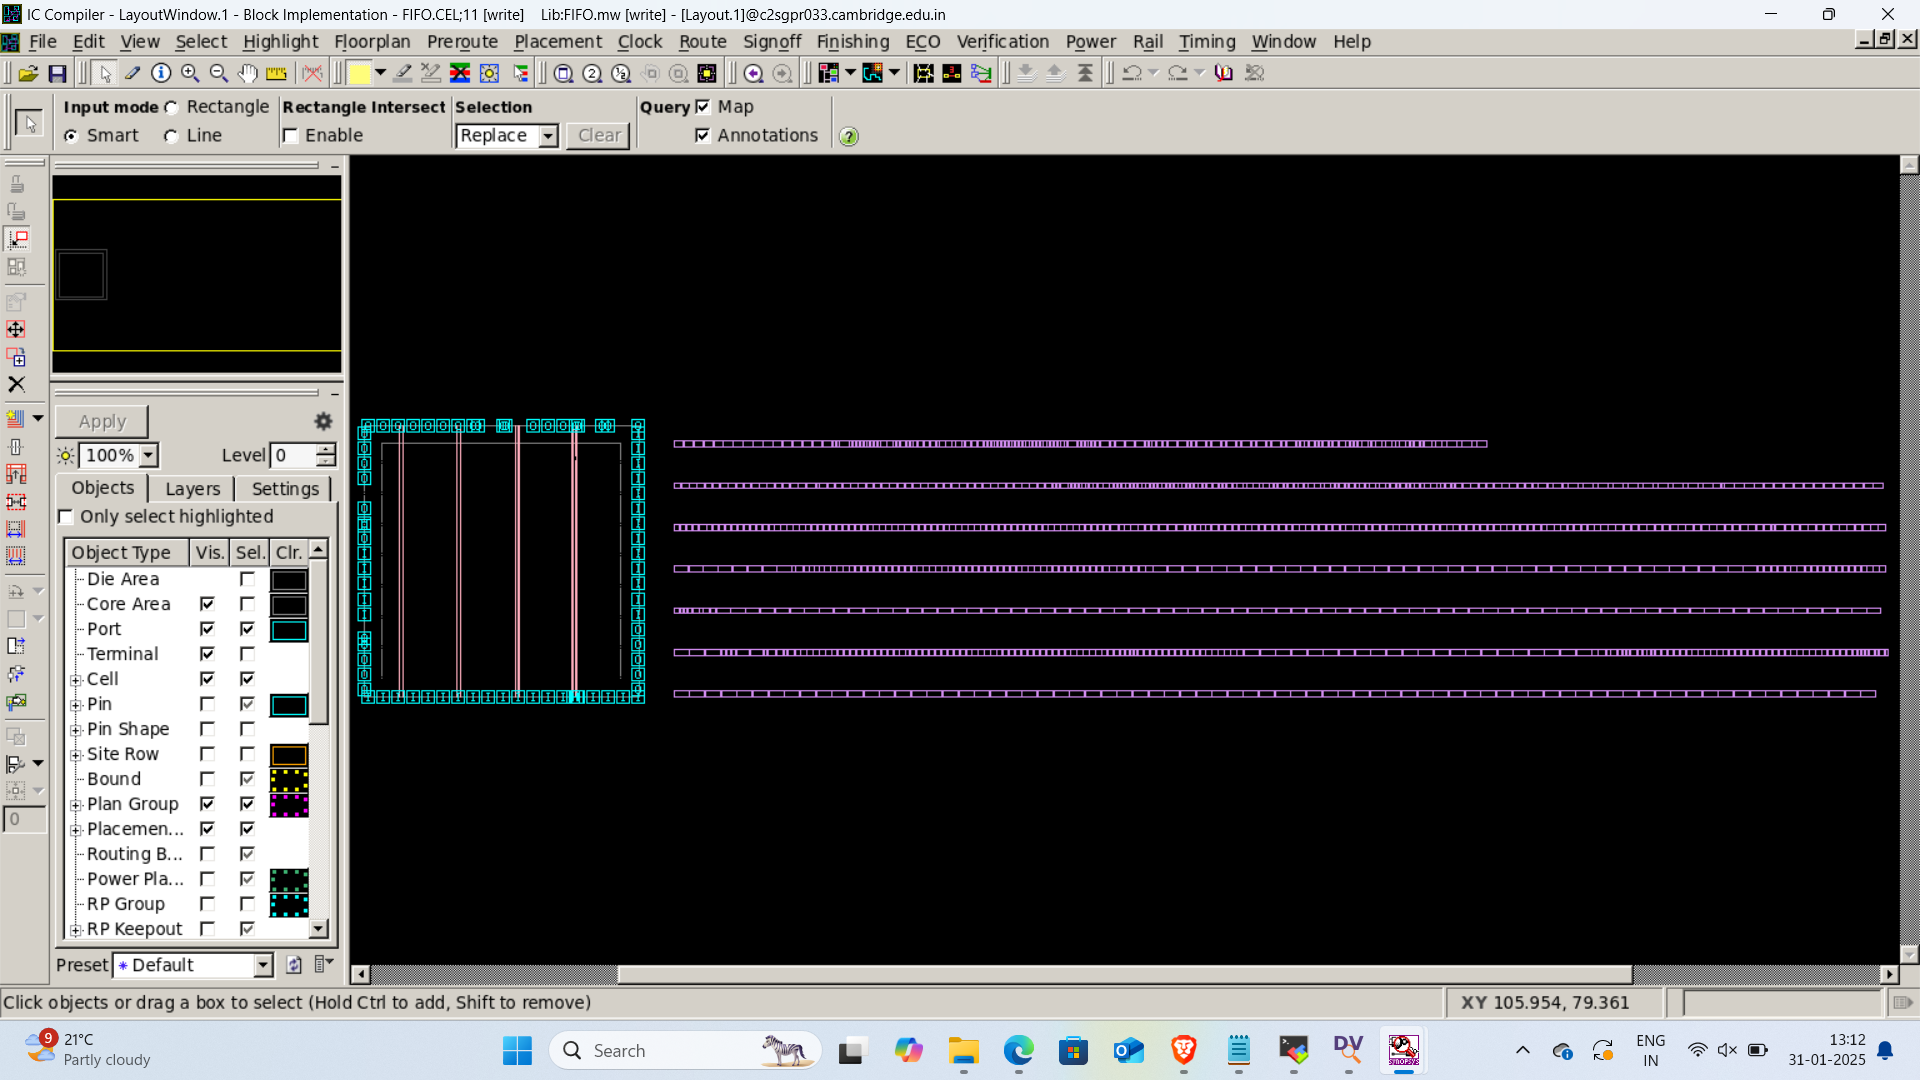 IC Compiler - LayoutWindow.1 - Block Implementation - FIFO.CEL;11 [write]    Lib:FIFO.mw [write] - [Layout.1]@c2sgpr033.cambridge.edu.in
File Edit View Select Highlight Floorplan Preroute Placement Clock Route Signoff Finishing ECO Verification Power Rail Timing Window Help
Input mode Rectangle Rectangle Intersect Selection Query Map
Smart Line Enable Replace Clear Annotations
Apply
100% Level 0
Objects Layers Settings
Only select highlighted
Object Type Vis. Sel. Clr.
Die Area
Core Area
Port
Terminal
Cell
Pin
Pin Shape
Site Row
Bound
Plan Group
Placemen...
Routing B...
Power Pla...
RP Group
RP Keepout
0
Preset * Default
Click objects or drag a box to select (Hold Ctrl to add, Shift to remove)
XY 105.954, 79.361
9
21°C
Partly cloudy
Search
DV
SYNOPSYS
ENG
IN
13:12
31-01-2025